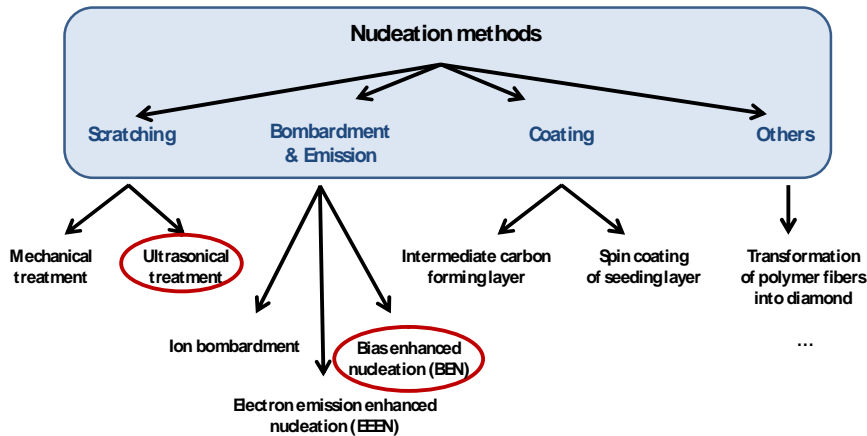 Nucleation methods
Scratching
Bombardment
& Emission
Coating
Others
Mechanical
treatment
Ultrasonical
treatment
Intermediate carbon
forming layer
Spin coating
of seeding layer
Transformation
of polymer fibers
into diamond
Ion bombardment
Bias enhanced
nucleation (BEN)
...
Electron emission enhanced
nucleation (EEEN)